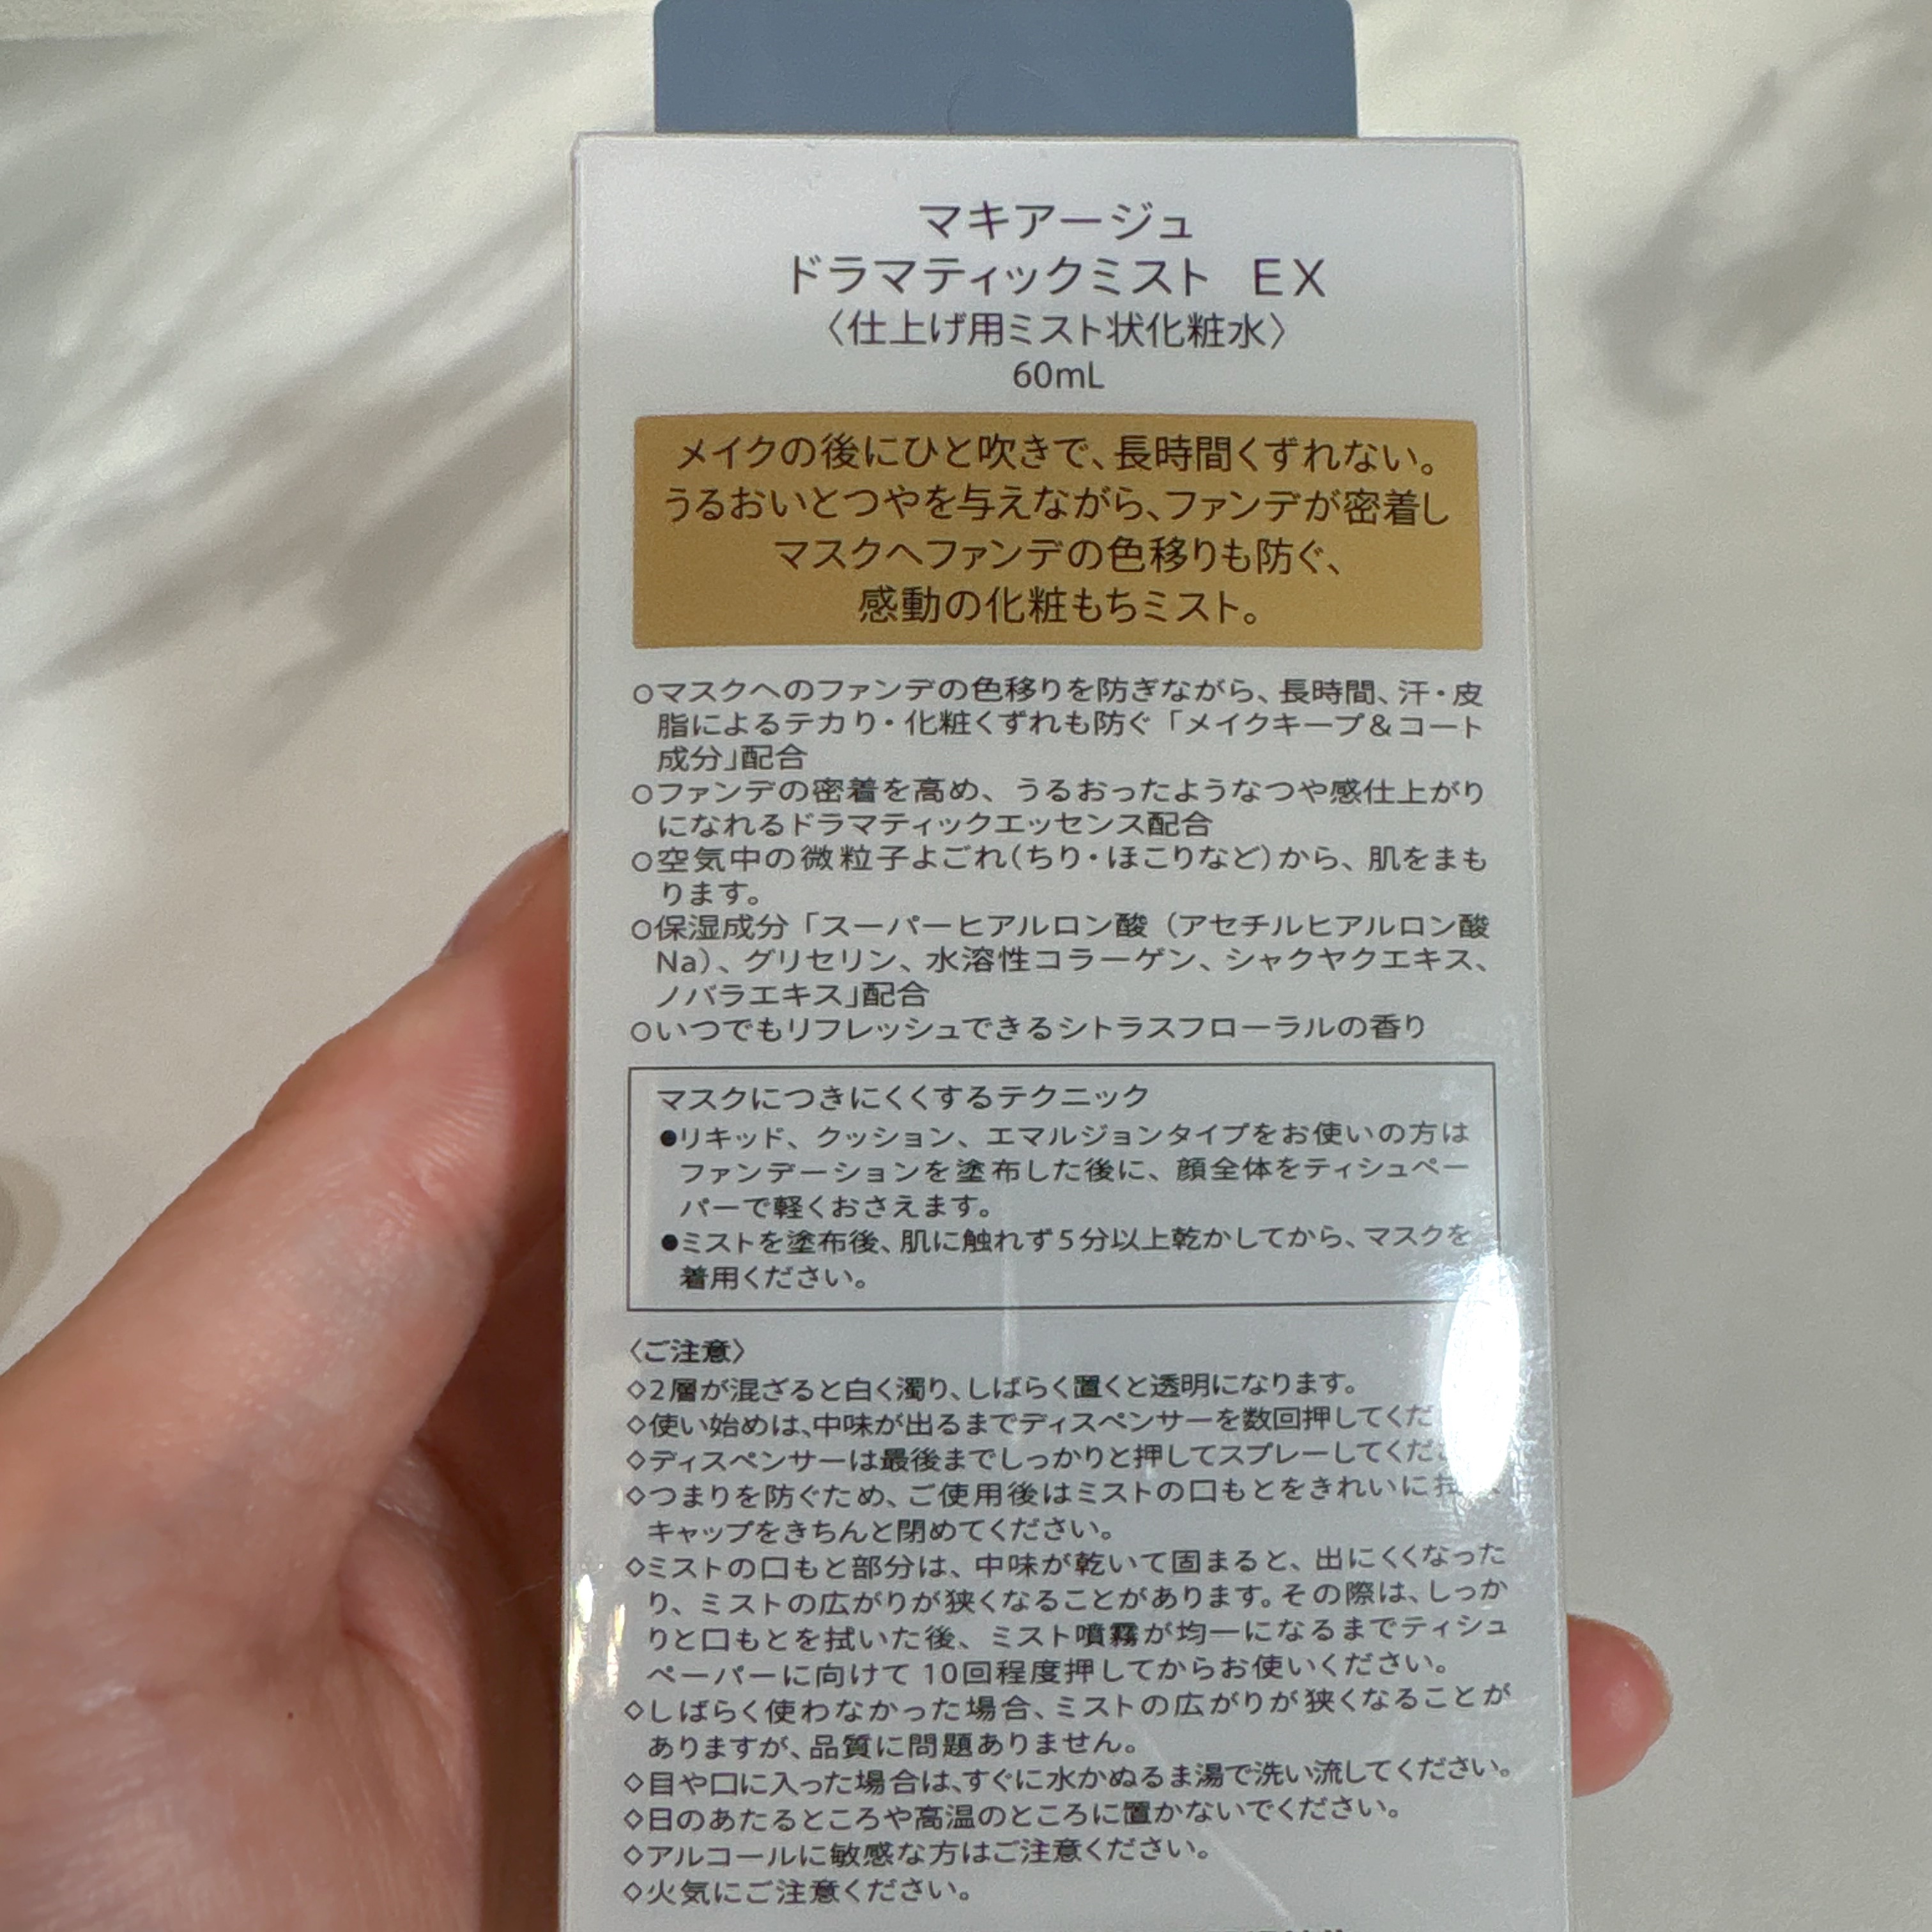 マキアージュ
ドラマティックミスト EX
〈仕上げ用ミスト状化粧水〉
60mL
メイクの後にひと吹きで、長時間くずれない。
うるおいとつやを与えながら、ファンデが密着し
マスクへファンデの色移りも防ぐ、
感動の化粧もちミスト。
○マスクへのファンデの色移りを防ぎながら、長時間、汗・皮
脂によるテカり・化粧くずれも防ぐ「メイクキープ＆コート
成分」配合
○ファンデの密着を高め、うるおったようなつや感仕上がり
になれるドラマティックエッセンス配合
○空気中の微粒子よごれ(ちり・ほこりなど)から、肌をまも
ります。
○保湿成分「スーパーヒアルロン酸（アセチルヒアルロン酸
Na)、グリセリン、水溶性コラーゲン、シャクヤクエキス、
ノバラエキス」配合
○いつでもリフレッシュできるシトラスフローラルの香り
マスクにつきにくくするテクニック
●リキッド、クッション、エマルジョンタイプをお使いの方は
ファンデーションを塗布した後に、顔全体をティシュペー
パーで軽くおさえます。
●ミストを塗布後、肌に触れず5分以上乾かしてから、マスクを
着用ください。
〈ご注意〉
◇2層が混ざると白く濁り、しばらく置くと透明になります。
◇使い始めは、中味が出るまでディスペンサーを数回押してくだ
◇ディスペンサーは最後までしっかりと押してスプレーしてくだ
◇つまりを防ぐため、ご使用後はミストの口もとをきれいに
キャップをきちんと閉めてください。
◇ミストの口もと部分は、中味が乾いて固まると、出にくくなった
り、ミストの広がりが狭くなることがあります。その際は、しっか
りと口もとを拭いた後、ミスト噴霧が均一になるまでティシュ
ペーパーに向けて10回程度押してからお使いください。
◇しばらく使わなかった場合、ミストの広がりが狭くなることが
ありますが、品質に問題ありません。
◇目や口に入った場合は、すぐに水かぬるま湯で洗い流してください。
◇日のあたるところや高温のところに置かないでください。
◇アルコールに敏感な方はご注意ください。
◇火気にご注意ください。